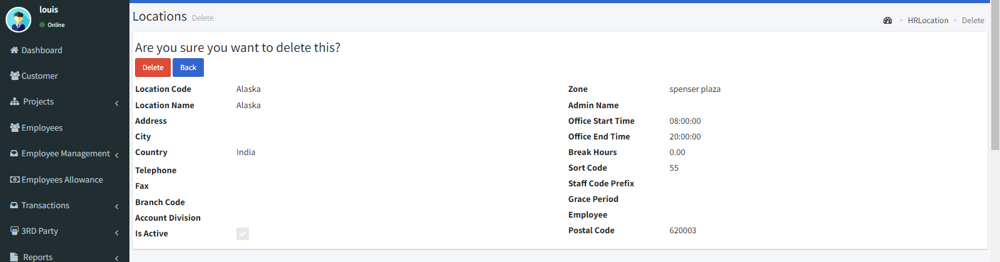 louis
Online
Dashboard
Customer
Projects
Employees
Employee Management
Employees Allowance
Transactions
3RD Party
Reports
Locations Delete
> HRLocation > Delete
Are you sure you want to delete this?
Delete Back
Location Code Alaska
Location Name Alaska
Address
City
Country India
Telephone
Fax
Branch Code
Account Division
Is Active
Zone spenser plaza
Admin Name
Office Start Time 08:00:00
Office End Time 20:00:00
Break Hours 0.00
Sort Code 55
Staff Code Prefix
Grace Period
Employee
Postal Code 620003